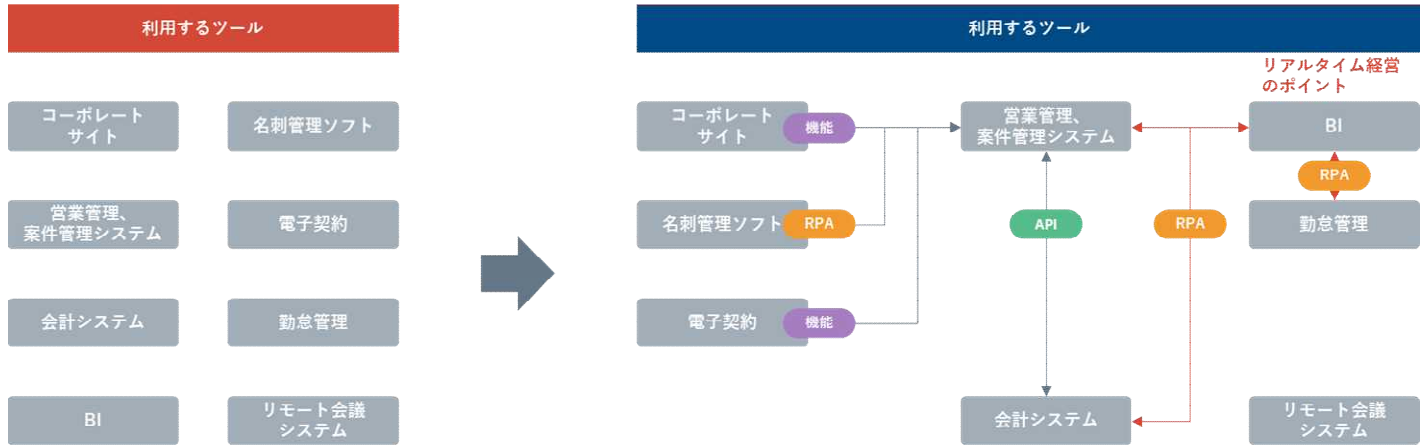 利用するツール
コーポレート
サイト
名刺管理ソフト
営業管理、
案件管理システム
電子契約
会計システム
勤怠管理
BI
リモート会議
システム
利用するツール
リアルタイム経営
のポイント
コーポレート
サイト
機能
営業管理、
案件管理システム
BI
RPA
名刺管理ソフト
RPA
API
RPA
勤怠管理
電子契約
機能
会計システム
リモート会議
システム